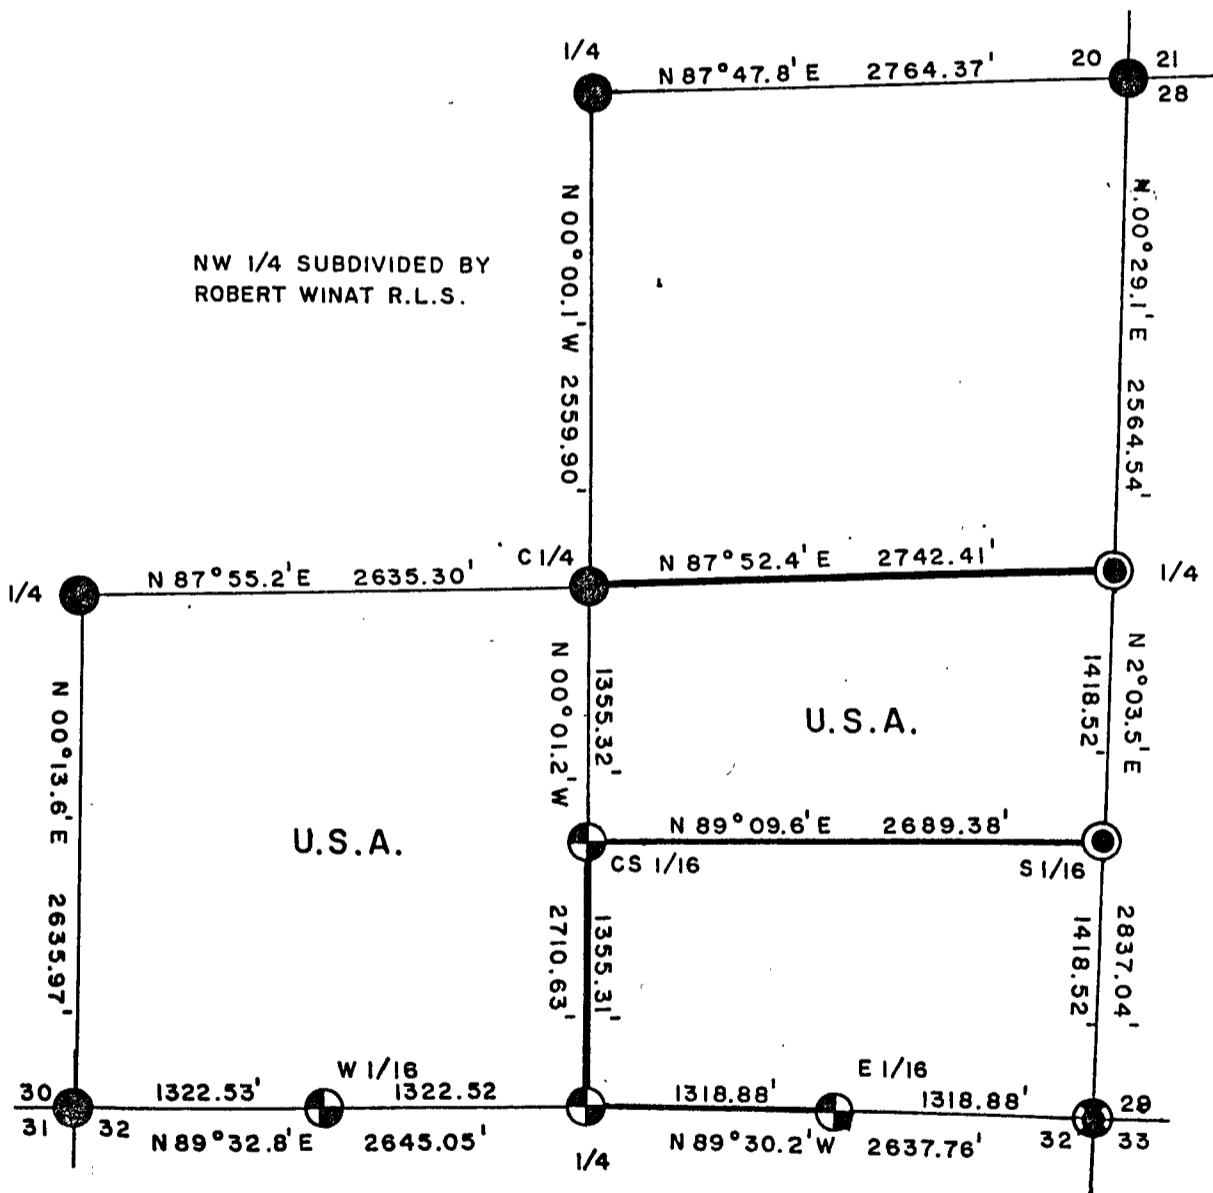 1/4
N 87°47.8' E 2764.37'
20 21
28
N 00°00.1' W 2559.90'
N 00°29.1' E 2564.54'
NW 1/4 SUBDIVIDED BY
ROBERT WINAT R.L.S.
1/4
N 87°55.2' E 2635.30'
C 1/4
N 87°52.4' E 2742.41'
1/4
N 00°13.6' E 2635.97'
N 00°01.2' W 2710.63'
1355.32'
1418.52'
N 2°03.5' E 2837.04'
U.S.A.
U.S.A.
N 89°09.6' E 2689.38'
CS 1/16
S 1/16
1355.31'
1418.52'
30
31 32
1322.53'
W 1/16
1322.52
1318.88'
E 1/16
1318.88'
29
32 33
N 89°32.8' E 2645.05'
1/4
N 89°30.2' W 2637.76'